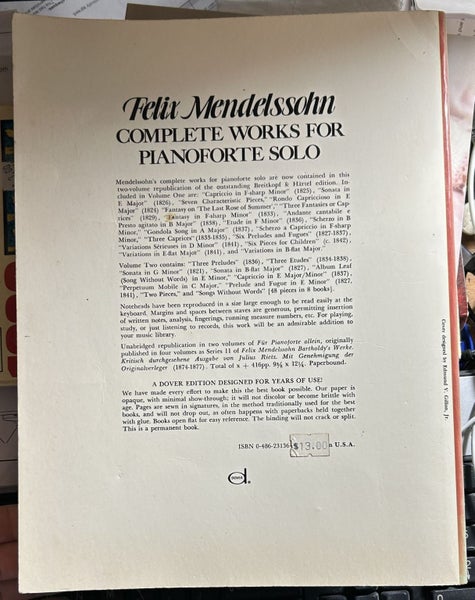 Felix Mendelssohn
COMPLETE WORKS FOR
PIANOFORTE SOLO
Mendelssohn's complete works for pianoforte solo are now contained in this
two-volume republication of the outstanding Breitkopf & Härtel edition. In-
cluded in Volume One are: "Capriccio in F-sharp Minor" (1825), "Sonata in
E Major" (1826), "Seven Characteristic Pieces," "Rondo Capriccioso in E
Major" (1824) "Fantasy on 'The Last Rose of Summer,'" "Three Fantasies or Cap
rices" (1829), "Fantasy in F-sharp Minor" (1833), "Andante cantabile e
Presto agitato in B Major" (1838), "Etude in F Minor" (1836), "Scherzo in B
Minor," "Gondola Song in A Major" (1837), "Scherzo a Capriccio in F-sharp
Minor," "Three Caprices" (1833-1835), "Six Preludes and Fugues" (1827-1837),
"Variations Sérieuses in D Minor" (1841), "Six Pieces for Children" (c. 1842),
"Variations in E-flat Major" (1841), and "Variations in B-flat Major."
Volume Two contains: "Three Preludes" (1836), "Three Etudes" (1834-1838),
"Sonata in G Minor" (1821), "Sonata in B-flat Major" (1827), "Album Leaf
(Song Without Words) in E Minor," "Capriccio in E Major/Minor" (1837),
"Perpetuum Mobile in C Major," "Prelude and Fugue in E Minor" (1827,
1841), "Two Pieces," and "Songs Without Words" [48 pieces in 8 books].
Noteheads have been reproduced in a size large enough to be read easily at the
keyboard. Margins and spaces between staves are generous, permitting insertion
of written notes, analysis, fingerings, running measure numbers, etc. For playing,
study, or just listening to records, this work will be an admirable addition to
your music library.
Unabridged republication in two volumes of Für Pianoforte allein, originally
published in four volumes as Series 11 of Felix Mendelssohn Bartholdy's Werke.
Kritisch durchgesehene Ausgabe von Julius Rietz. Mit Genehmigung der
Originalverleger (1874-1877). Total of x + 416pp. 9⅜ x 12¼. Paperbound.
A DOVER EDITION DESIGNED FOR YEARS OF USE!
We have made every effort to make this the best book possible. Our paper is
opaque, with minimal show-through; it will not discolor or become brittle with
age. Pages are sewn in signatures, in the method traditionally used for the best
books, and will not drop out, as often happens with paperbacks held together
with glue. Books open flat for easy reference. The binding will not crack or split.
This is a permanent book.
ISBN 0-486-23136 $13.00 n U.S.A.
DOVER
d.
Cover designed by Edmund V. Gillon, Jr.